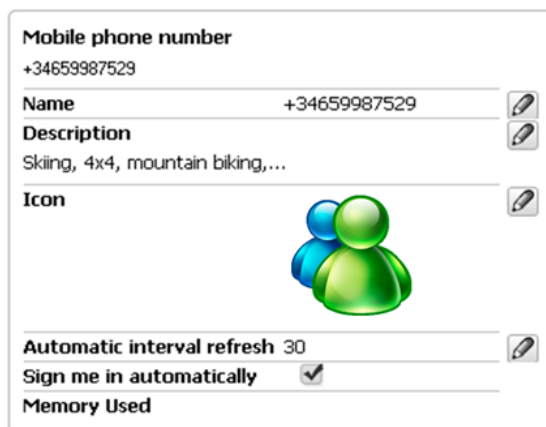 Mobile phone number
+34659987529
Name +34659987529
Description
Skiing, 4x4, mountain biking,...
Icon
Automatic interval refresh 30
Sign me in automatically
Memory Used